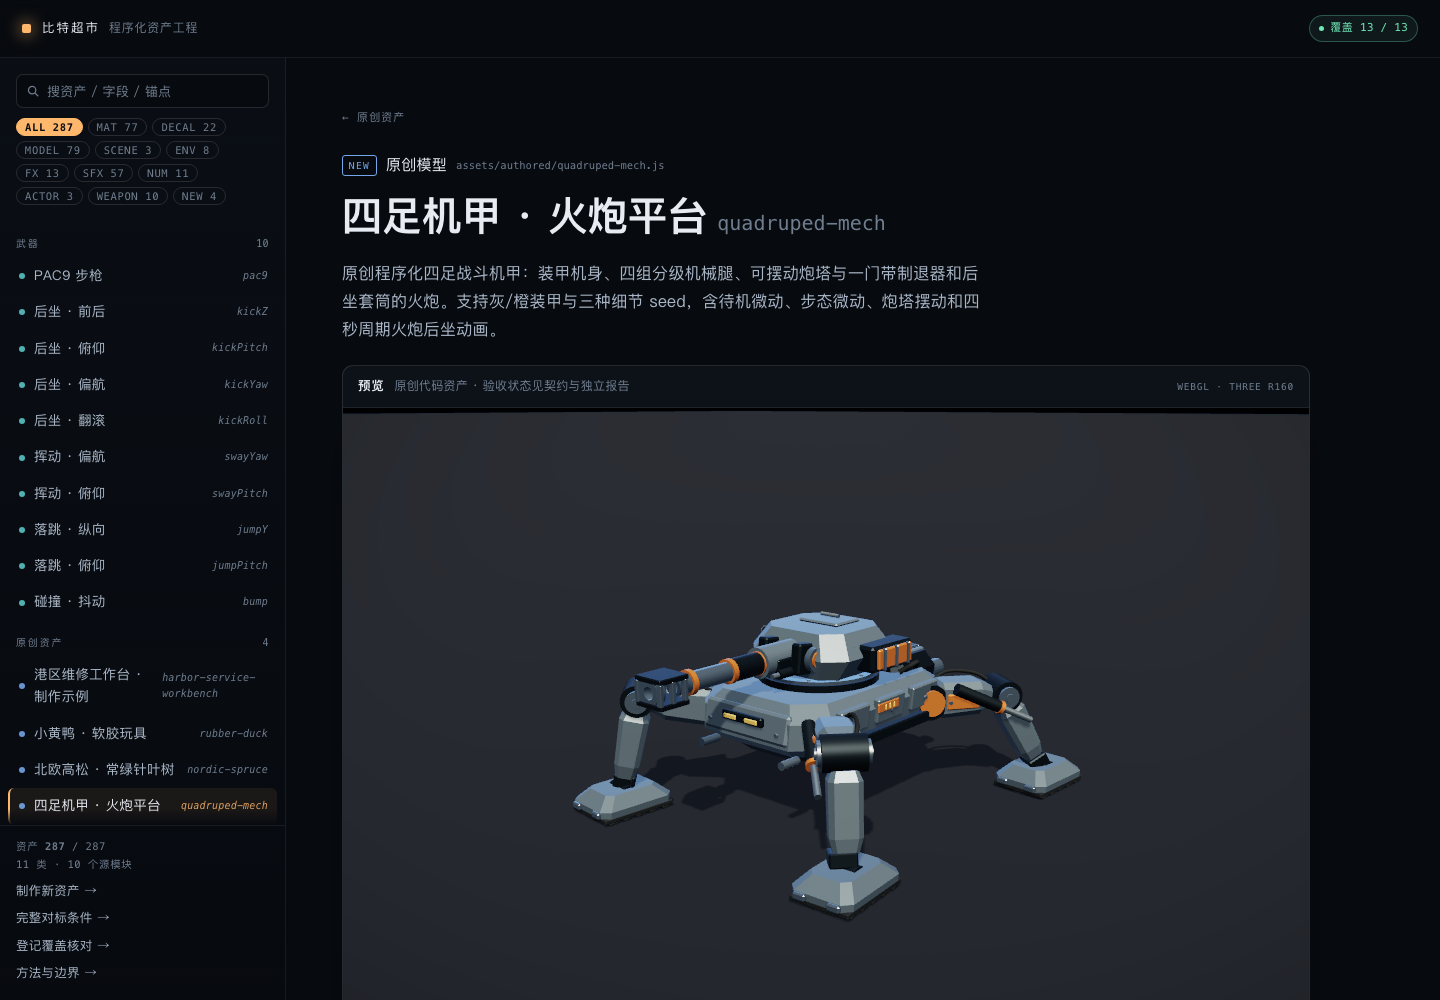 比特超市 程序化资产工程
覆盖 13 / 13
搜资产 / 字段 / 锚点
ALL 287 MAT 77 DECAL 22
MODEL 79 SCENE 3 ENV 8
FX 13 SFX 57 NUM 11
ACTOR 3 WEAPON 10 NEW 4
武器 10
PAC9 步枪 pac9
后坐 · 前后 kickZ
后坐 · 俯仰 kickPitch
后坐 · 偏航 kickYaw
后坐 · 翻滚 kickRoll
挥动 · 偏航 swayYaw
挥动 · 俯仰 swayPitch
落跳 · 纵向 jumpY
落跳 · 俯仰 jumpPitch
碰撞 · 抖动 bump
原创资产 4
港区维修工作台 · 制作示例 harbor-service-workbench
小黄鸭 · 软胶玩具 rubber-duck
北欧高松 · 常绿针叶树 nordic-spruce
四足机甲 · 火炮平台 quadruped-mech
资产 287 / 287
11 类 · 10 个源模块
制作新资产 →
完整对标条件 →
登记覆盖核对 →
方法与边界 →
← 原创资产
NEW 原创模型 assets/authored/quadruped-mech.js
四足机甲 · 火炮平台 quadruped-mech
原创程序化四足战斗机甲：装甲机身、四组分级机械腿、可摆动炮塔与一门带制退器和后
坐套筒的火炮。支持灰/橙装甲与三种细节 seed，含待机微动、步态微动、炮塔摆动和四
秒周期火炮后坐动画。
预览 原创代码资产 · 验收状态见契约与独立报告 WEBGL · THREE R160